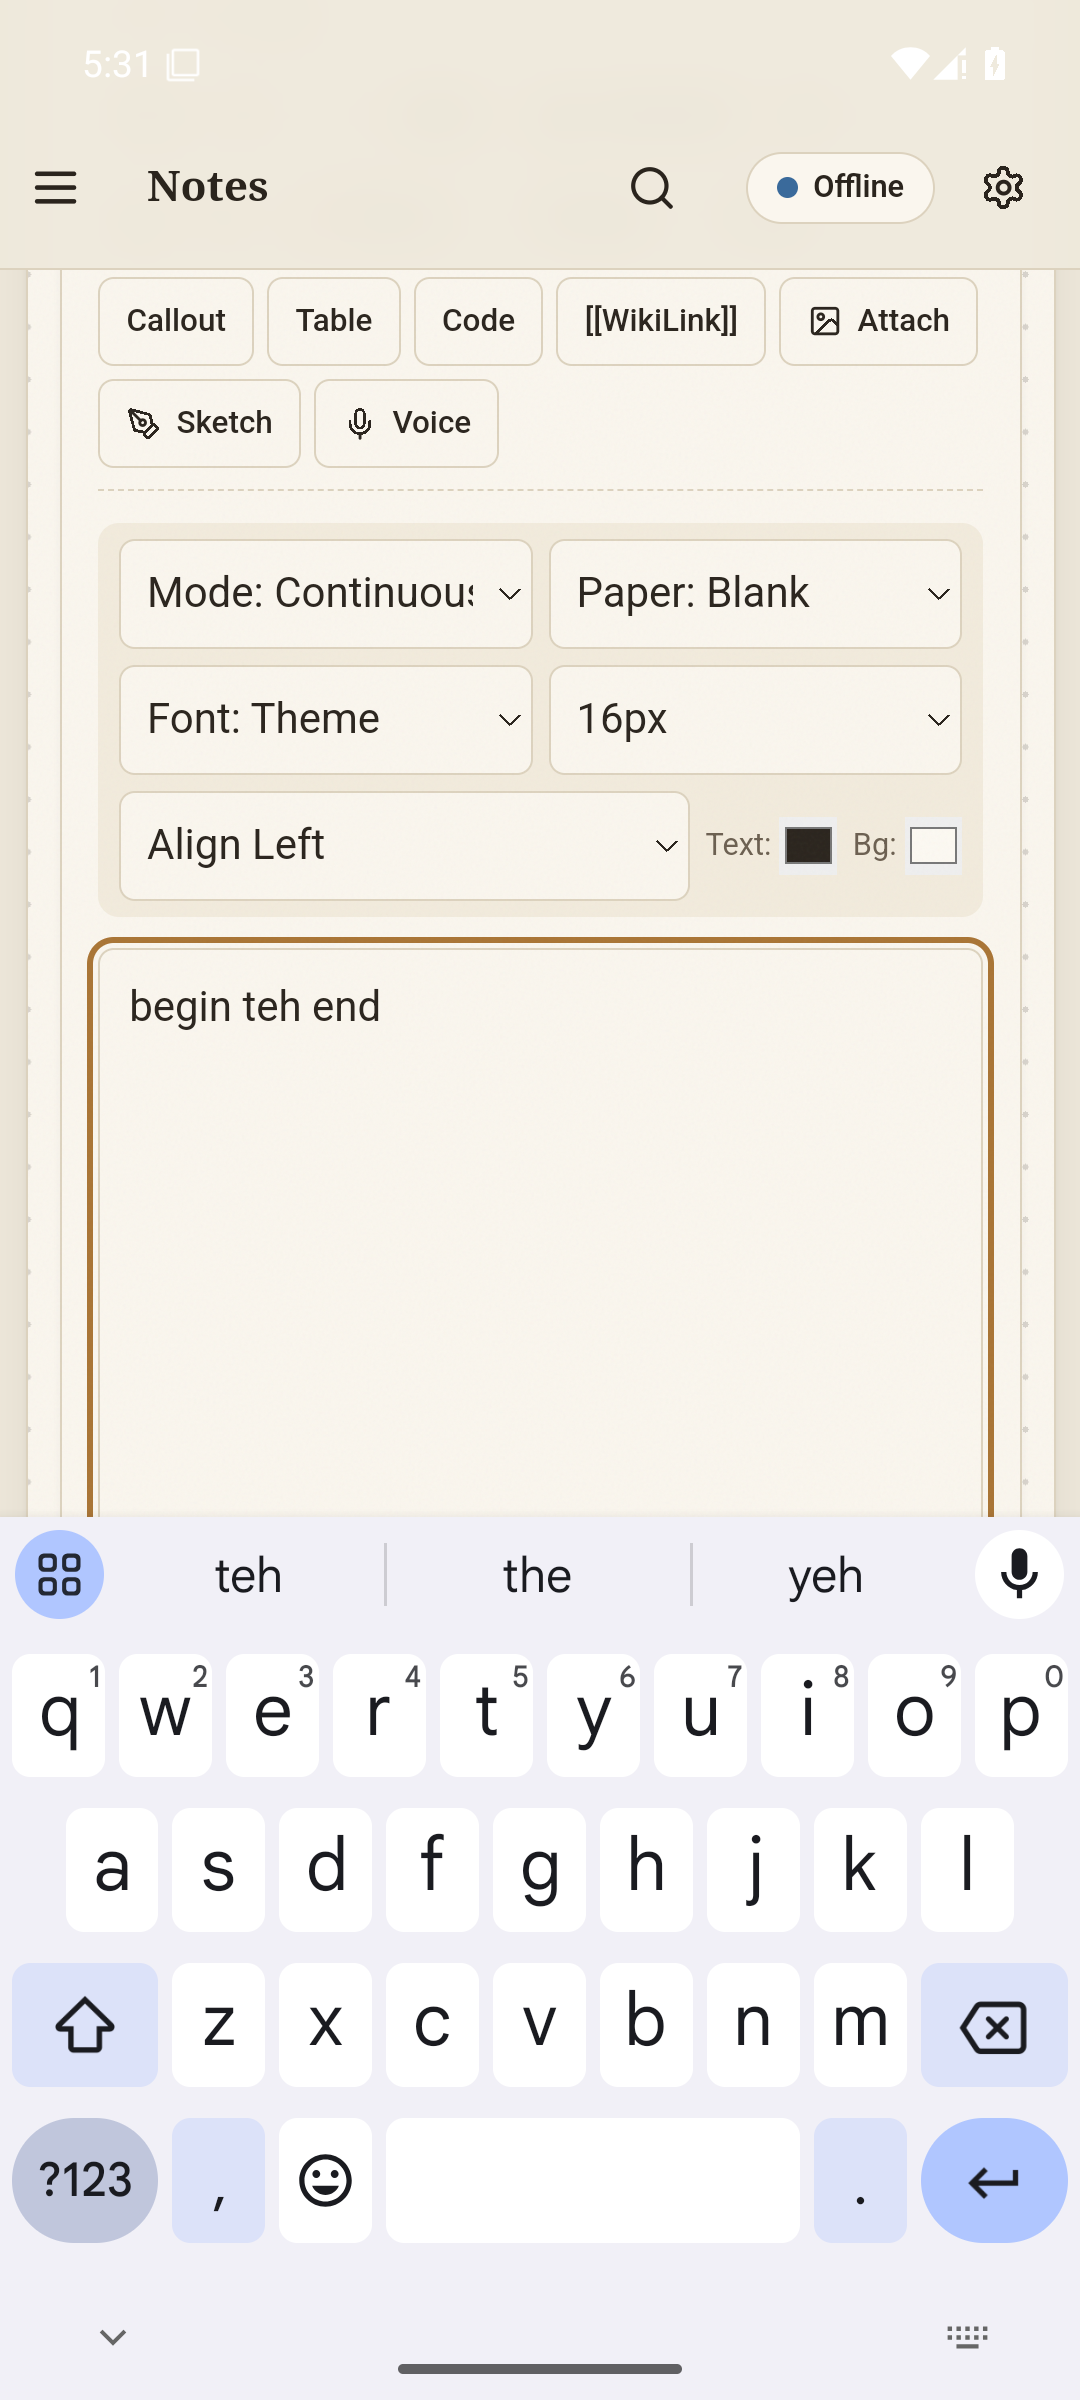 5:31
Notes
Offline
Callout Table Code [[WikiLink]] Attach
Sketch Voice
Mode: Continuous Paper: Blank
Font: Theme 16px
Align Left Text: Bg:
begin teh end
teh the yeh
q 1 w 2 e 3 r 4 t 5 y 6 u 7 i 8 o 9 p 0
a s d f g h j k l
z x c v b n m
?123 , .